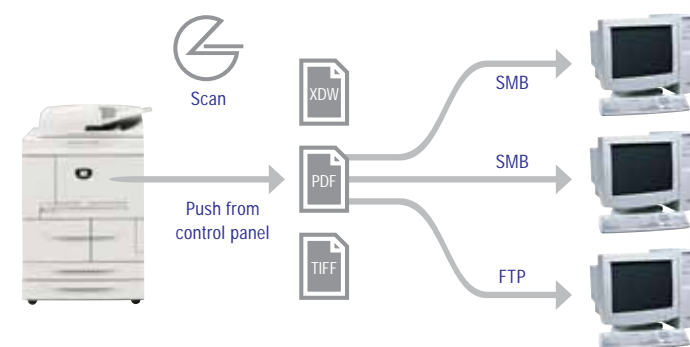 Scan
XDW
SMB
PDF
SMB
Push from
control panel
TIFF
FTP